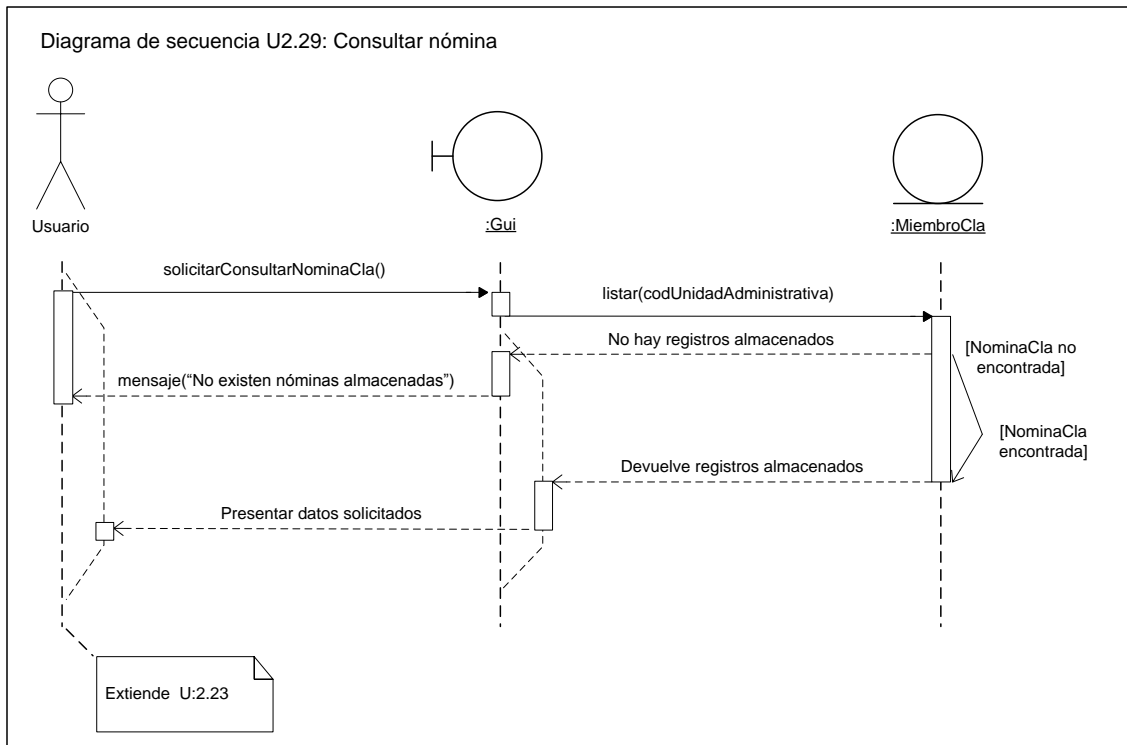 Diagrama de secuencia U2.29: Consultar nómina
Usuario
:Gui
:MiembroCla
solicitarConsultarNominaCla()
listar(codUnidadAdministrativa)
No hay registros almacenados
[NominaCla no
encontrada]
mensaje(“No existen nóminas almacenadas”)
[NominaCla
encontrada]
Devuelve registros almacenados
Presentar datos solicitados
Extiende  U:2.23